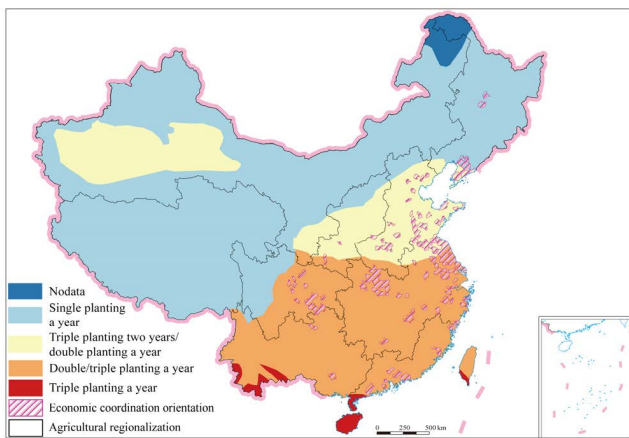 Nodata
Single planting
a year
Triple planting two years/
double planting a year
Double/triple planting a year
Triple planting a year
Economic coordination orientation
Agricultural regionalization
0 250 500 km